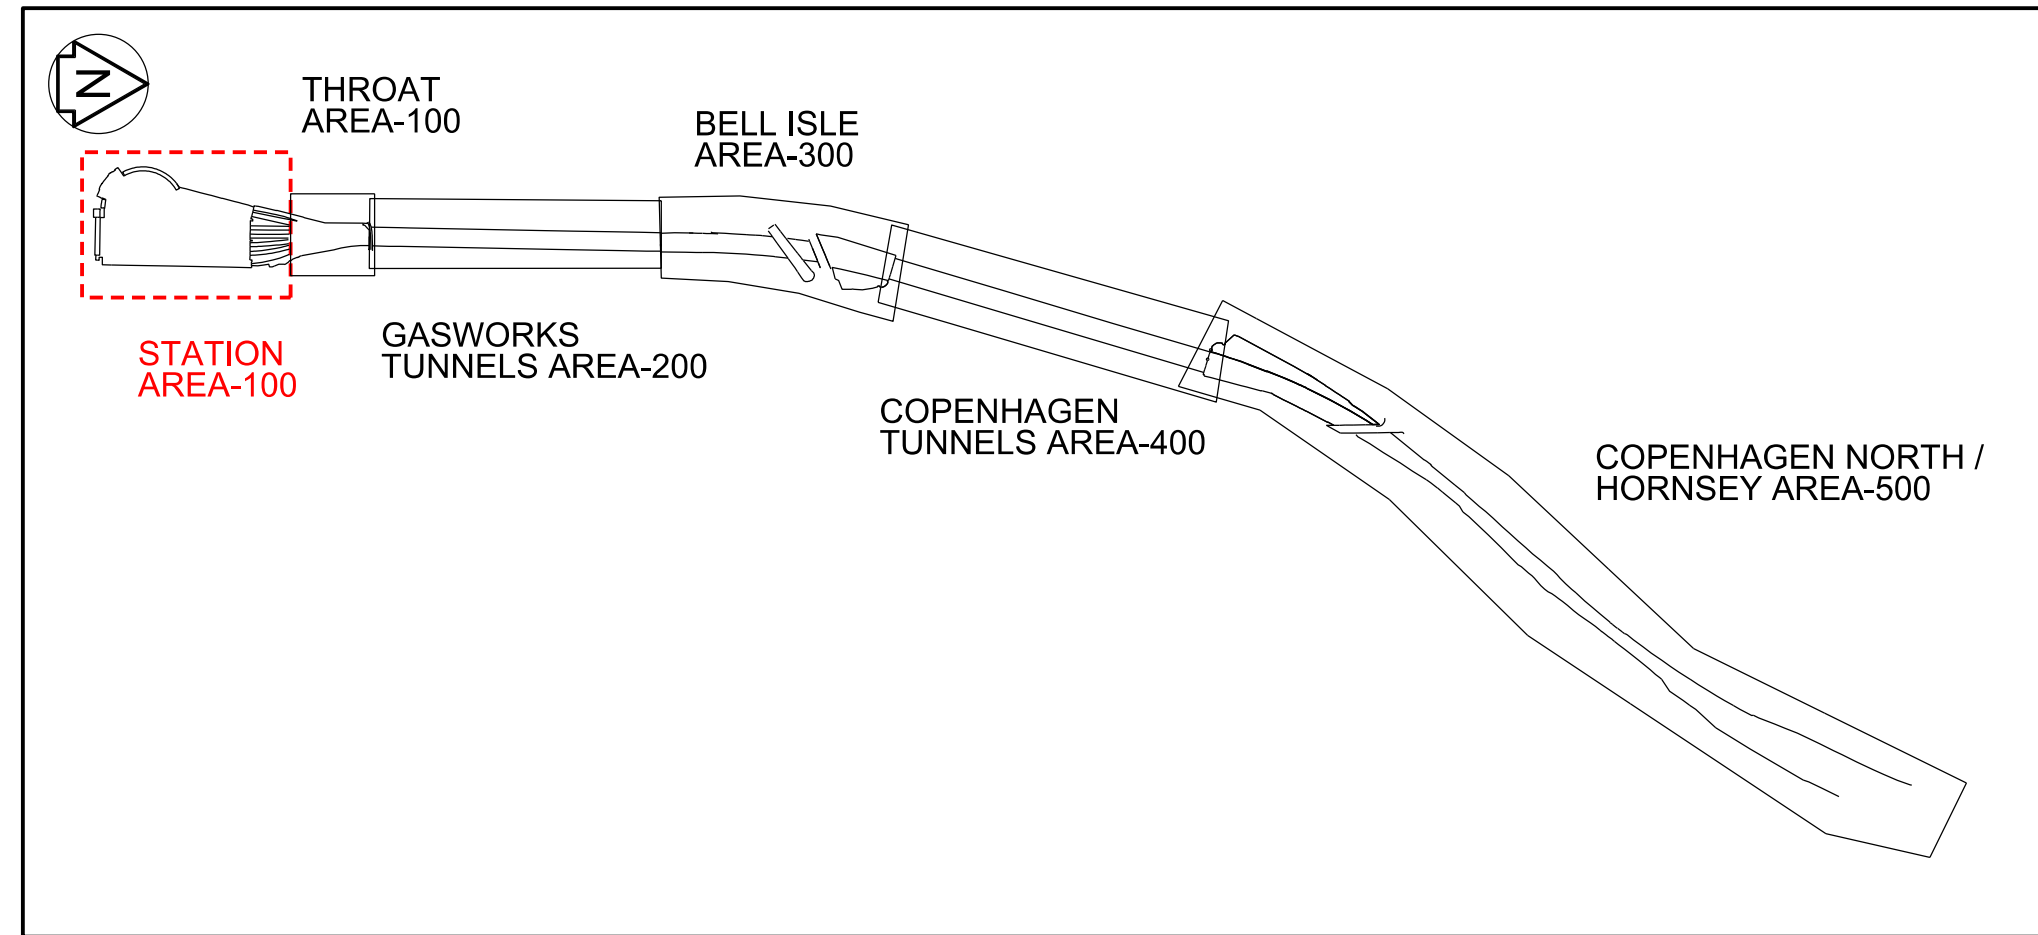 N
THROAT
AREA-100
BELL ISLE
AREA-300
STATION
AREA-100
GASWORKS
TUNNELS AREA-200
COPENHAGEN
TUNNELS AREA-400
COPENHAGEN NORTH /
HORNSEY AREA-500